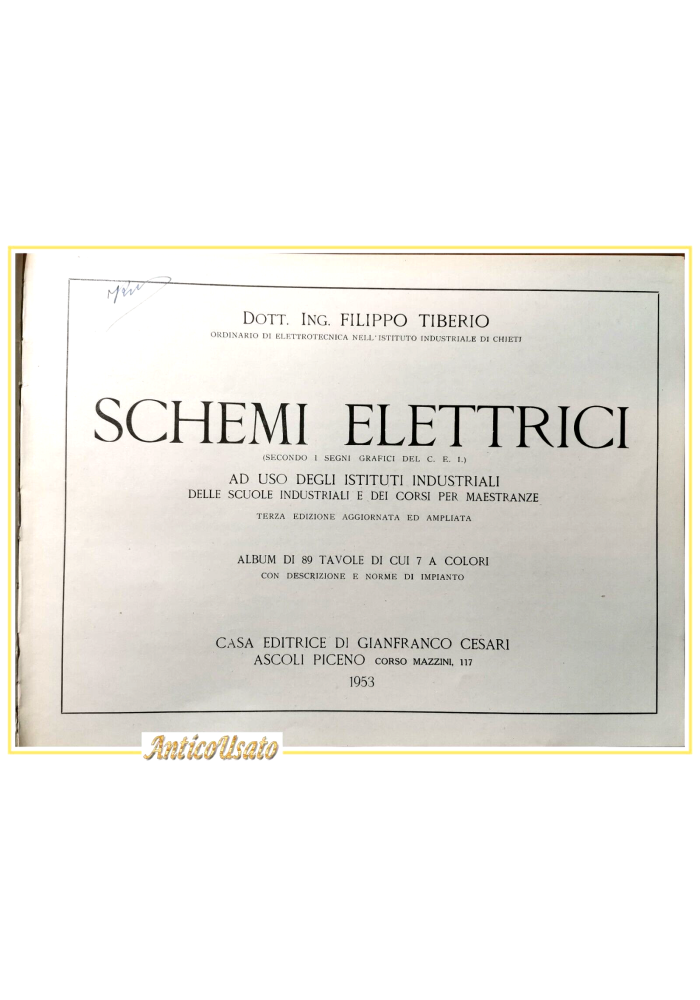 DOTT. ING. FILIPPO TIBERIO
ORDINARIO DI ELETTROTECNICA NELL'ISTITUTO INDUSTRIALE DI CHIETI
SCHEMI ELETTRICI
(SECONDO I SEGNI GRAFICI DEL C. E. I.)
AD USO DEGLI ISTITUTI INDUSTRIALI
DELLE SCUOLE INDUSTRIALI E DEI CORSI PER MAESTRANZE
TERZA EDIZIONE AGGIORNATA ED AMPLIATA
ALBUM DI 89 TAVOLE DI CUI 7 A COLORI
CON DESCRIZIONE E NORME DI IMPIANTO
CASA EDITRICE DI GIANFRANCO CESARI
ASCOLI PICENO CORSO MAZZINI, 117
1953
AnticoUsato